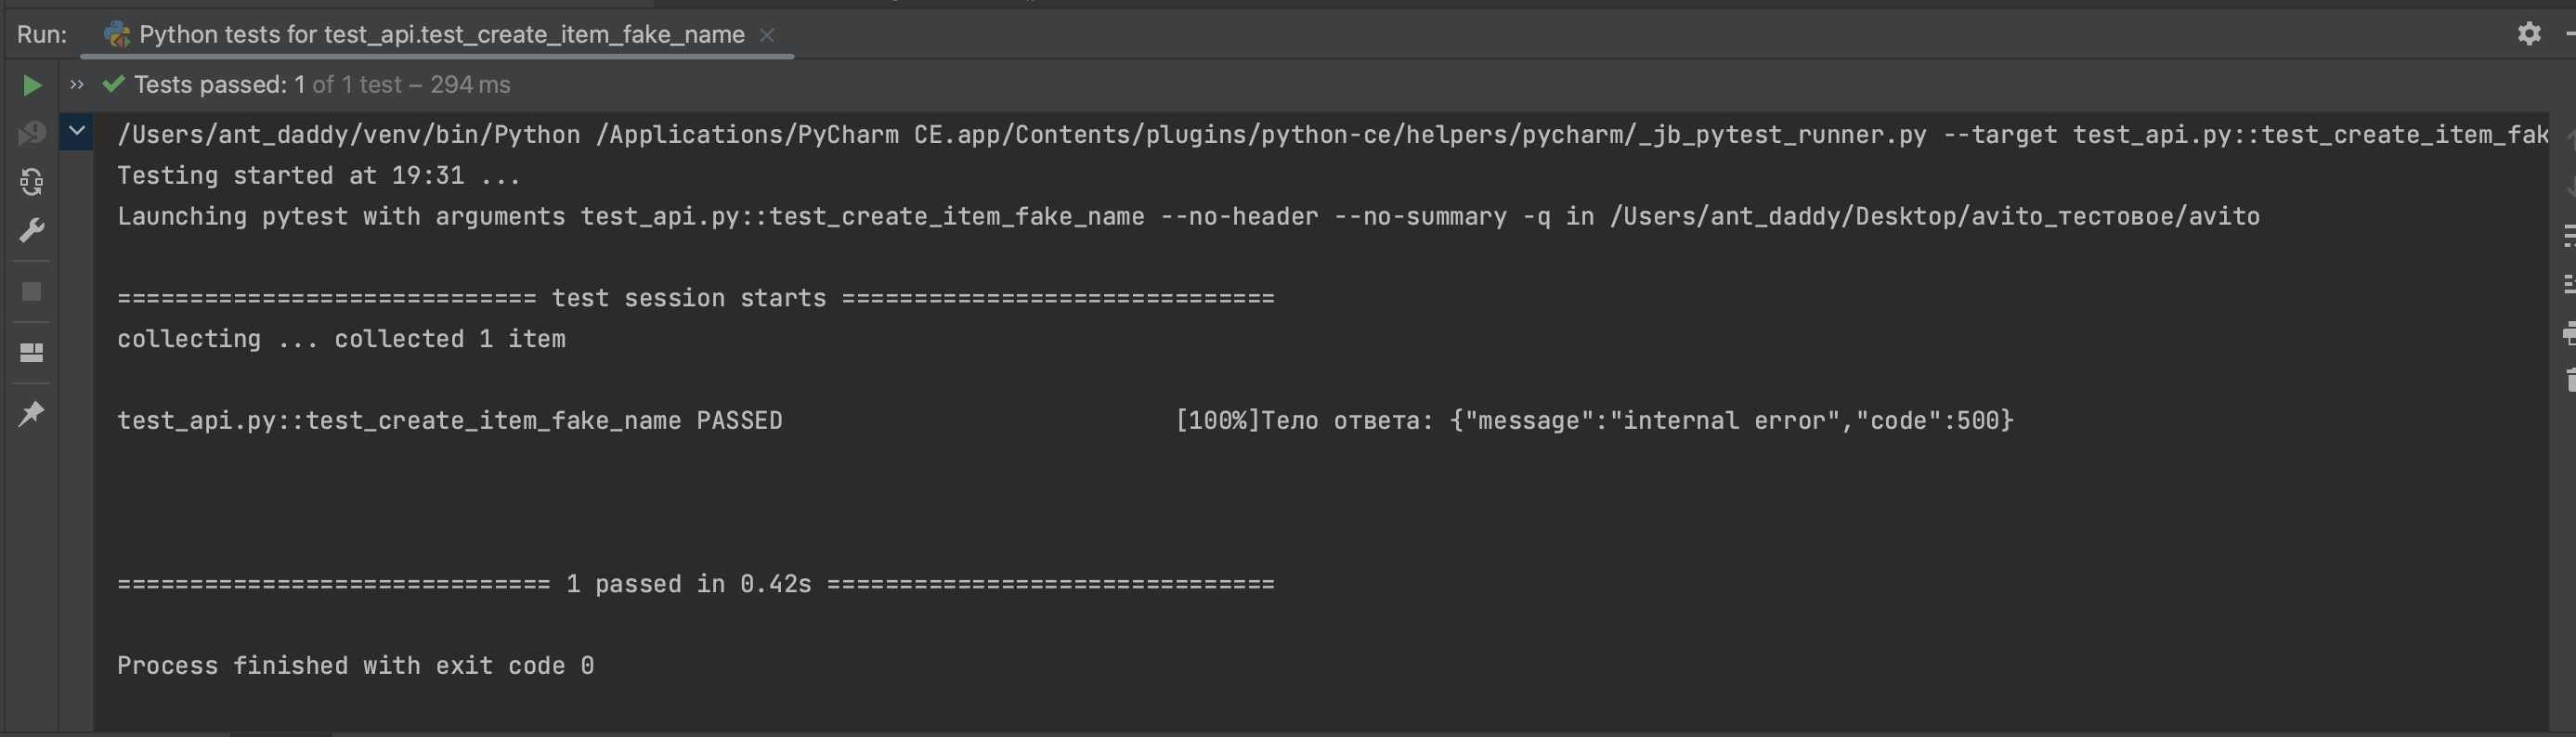 Run: Python tests for test_api.test_create_item_fake_name
Tests passed: 1 of 1 test – 294 ms
/Users/ant_daddy/venv/bin/Python /Applications/PyCharm CE.app/Contents/plugins/python-ce/helpers/pycharm/_jb_pytest_runner.py --target test_api.py::test_create_item_fak
Testing started at 19:31 ...
Launching pytest with arguments test_api.py::test_create_item_fake_name --no-header --no-summary -q in /Users/ant_daddy/Desktop/avito_тестовое/avito
============================= test session starts ==============================
collecting ... collected 1 item
test_api.py::test_create_item_fake_name PASSED [100%]Тело ответа: {"message":"internal error","code":500}
============================== 1 passed in 0.42s ===============================
Process finished with exit code 0